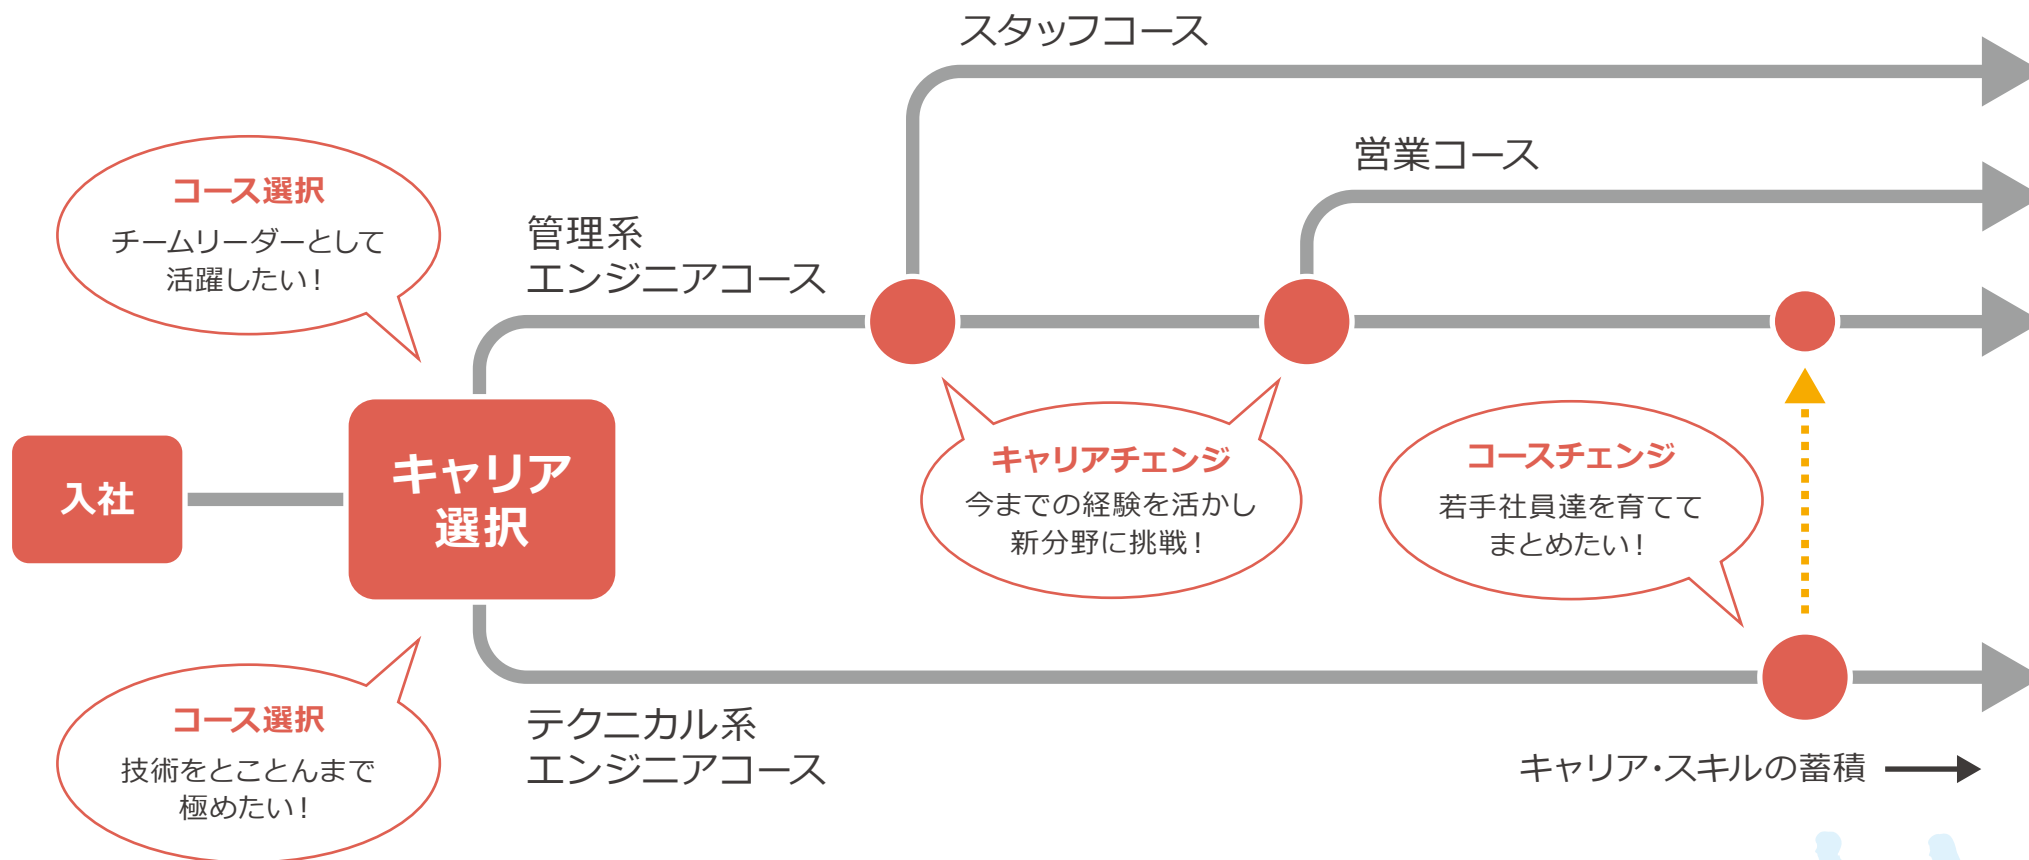 スタッフコース
営業コース
コース選択
チームリーダーとして
活躍したい！
管理系
エンジニアコース
入社
キャリア
選択
キャリアチェンジ
今までの経験を活かし
新分野に挑戦！
コースチェンジ
若手社員達を育てて
まとめたい！
コース選択
技術をとことんまで
極めたい！
テクニカル系
エンジニアコース
キャリア・スキルの蓄積